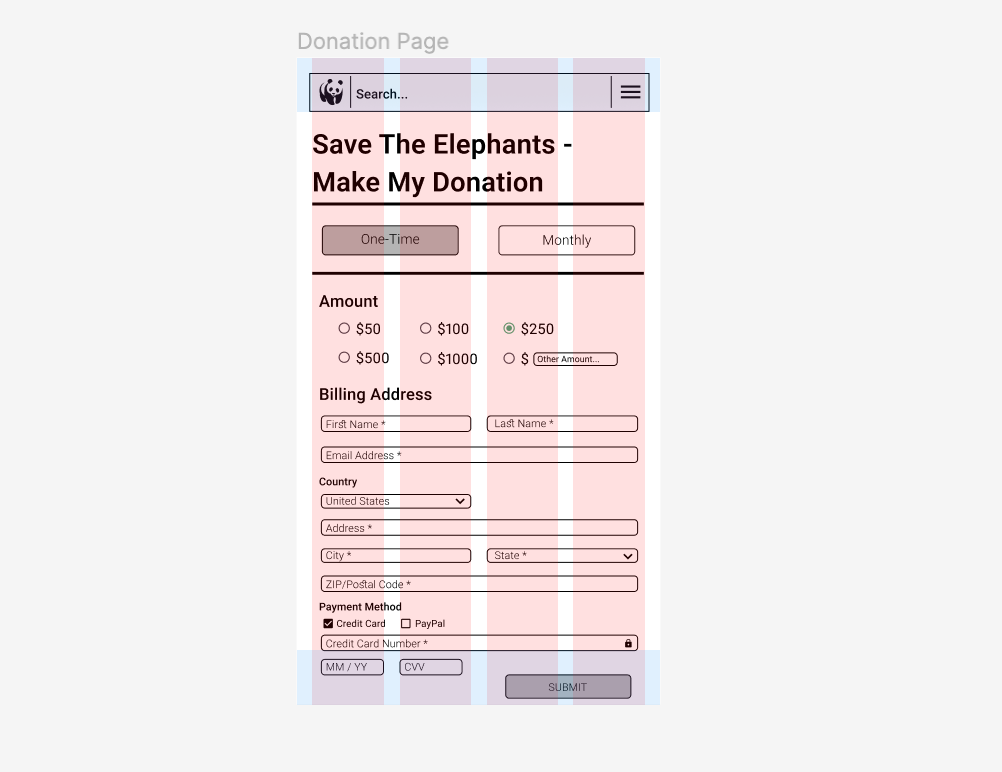 Donation Page
Search...
Save The Elephants -
Make My Donation
One-Time Monthly
Amount
$50 $100 $250
$500 $1000 $ Other Amount...
Billing Address
First Name * Last Name *
Email Address *
Country
United States
Address *
City * State *
ZIP/Postal Code *
Payment Method
Credit Card PayPal
Credit Card Number *
MM / YY CVV
SUBMIT